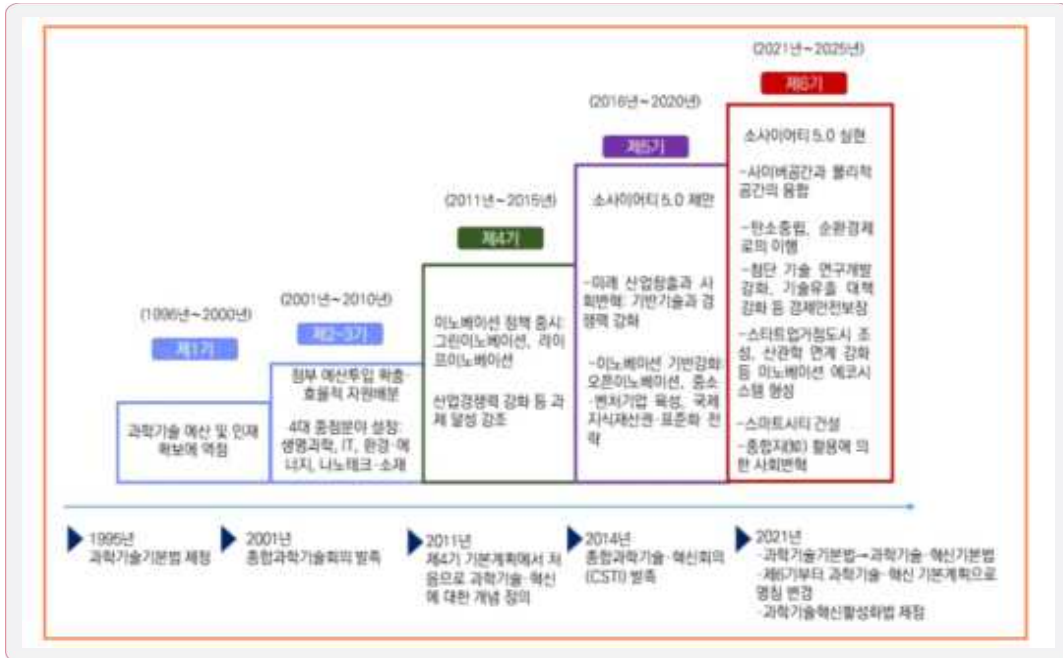 (1996년~2000년)
제1기
과학기술 예산 및 인재
확보에 역점
(2001년~2010년)
제2~3기
정부 예산투입 확충·
효율적 자원배분
4대 중점분야 설정:
생명과학, IT, 환경·에
너지, 나노테크·소재
(2011년~2015년)
제4기
이노베이션 정책 중시:
그린이노베이션, 라이
프이노베이션
산업경쟁력 강화 등 과
제 달성 강조
(2016년~2020년)
제5기
소사이어티 5.0 제안
-미래 산업창출과 사
회변혁: 기반기술과 경
쟁력 강화
-이노베이션 기반강화:
오픈이노베이션, 중소
·벤처기업 육성, 국제
지식재산권·표준화 전
략
(2021년~2025년)
제6기
소사이어티 5.0 실현
-사이버공간과 물리적
공간의 융합
-탄소중립, 순환경제
로의 이행
-첨단 기술 연구개발
강화, 기술유출 대책
강화 등 경제안전보장
-스타트업거점도시 조
성, 산관학 연계 강화
등 이노베이션 에코시
스템 형성
-스마트시티 건설
-종합지(知) 활용에 의
한 사회변혁
1995년
과학기술기본법 제정
2001년
종합과학기술회의 발족
2011년
제4기 기본계획에서 처
음으로 과학기술·혁신
에 대한 개념 정의
2014년
종합과학기술·혁신회의
(CSTI) 발족
2021년
-과학기술기본법→과학기술·혁신기본법
-제6기부터 과학기술·혁신 기본계획으로
명칭 변경
-과학기술혁신활성화법 제정